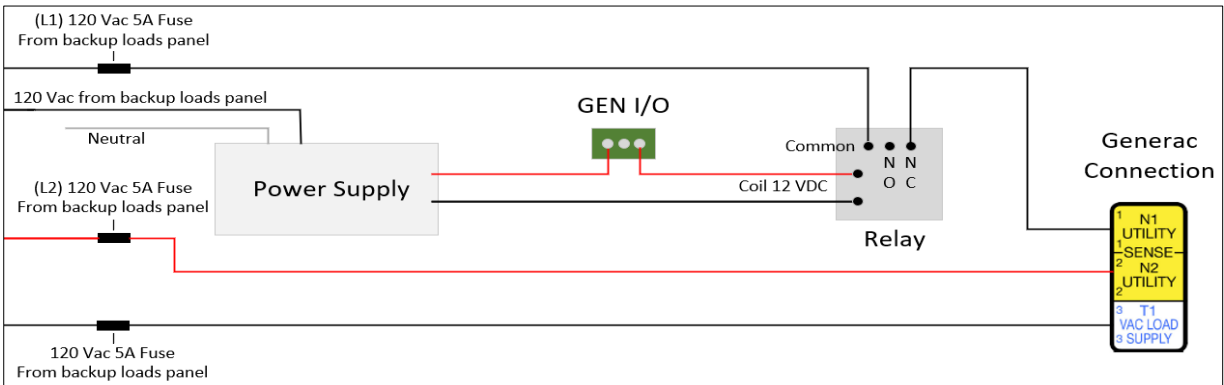 (L1) 120 Vac 5A Fuse
From backup loads panel
120 Vac from backup loads panel
Neutral
(L2) 120 Vac 5A Fuse
From backup loads panel
120 Vac 5A Fuse
From backup loads panel
Power Supply
GEN I/O
Common
N
O
N
C
Coil 12 VDC
Relay
Generac
Connection
1 N1
UTILITY
1 SENSE
2 N2
UTILITY
2
3 T1
VAC LOAD
3 SUPPLY